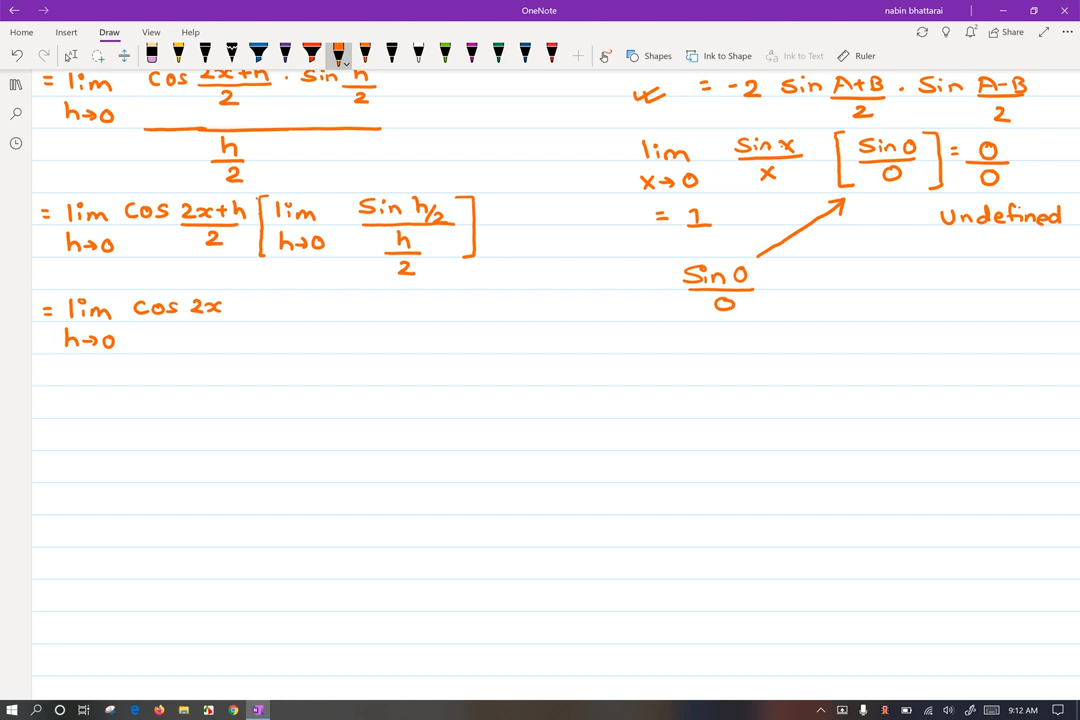 OneNote
nabin bhattarai
Home Insert Draw View Help
Share
Shapes Ink to Shape Ink to Text Ruler
= lim cos 2x+h/2 · sin h/2
h→0
h/2
= lim cos 2x+h/2 [ lim sin h/2 / h/2 ]
h→0 h→0
= lim cos 2x
h→0
= -2 sin A+B/2 · sin A-B/2
lim sin x/x [ sin 0/0 ] = 0/0
x→0
= 1 undefined
sin 0/0
9:12 AM